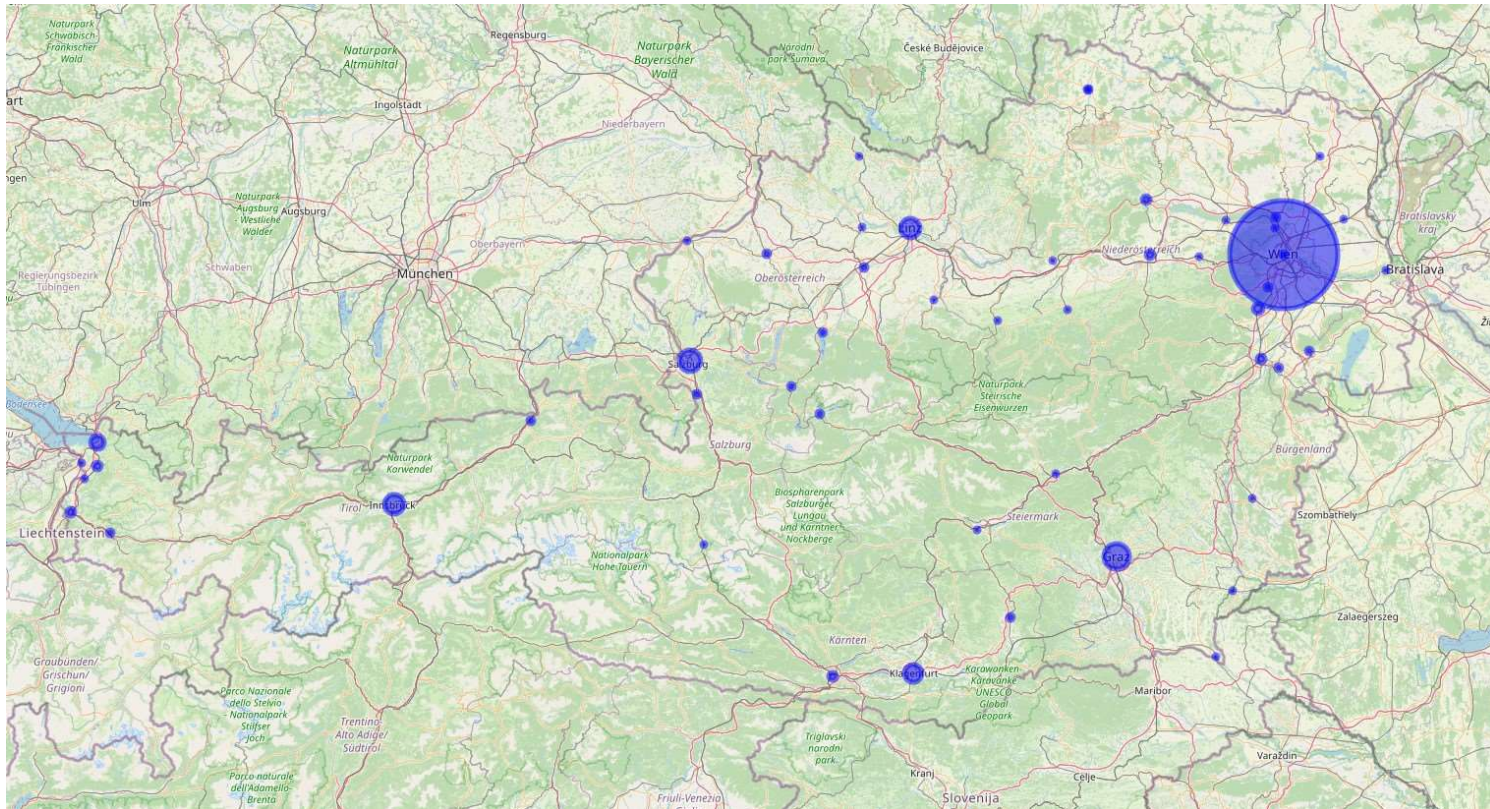 Naturpark
Schwäbisch
Fränkischer
Wald
Naturpark
Altmühltal
Regensburg
Naturpark
Bayerischer
Wald
Národní
park Šumava
České Budějovice
art
Ingolstadt
Niederbayern
ngen
Ulm
Naturpark
Augsburg
- Westliche
Wälder
Augsburg
Linz
Bratislavský
kraj
Oberbayern
Niederösterreich
Wien
Schwaben
München
Regierungsbezirk
Tübingen
Oberösterreich
Bratislava
Salzburg
Bodensee
Naturpark
Steirische
Eisenwurzen
Salzburg
Burgenland
Naturpark
Karwendel
Tirol
Innsbruck
Biosphärenpark
Salzburger
Lungau
und Kärntner
Nockberge
Steiermark
Szombathely
Liechtenstein
Nationalpark
Hohe Tauern
Graz
Zalaegerszeg
Kärnten
Graubünden/
Grischun/
Grigioni
Klagenfurt
Karawanken-
Karavanke
UNESCO
Global
Geopark
Maribor
Parco Nazionale
dello Stelvio
- Nationalpark
Stilfser
Joch
Trentino-
Alto Adige/
Südtirol
Triglavski
narodni
park
Varaždin
Parco naturale
dell'Adamello-
Brenta
Kranj
Celje
Friuli-Venezia
Slovenija